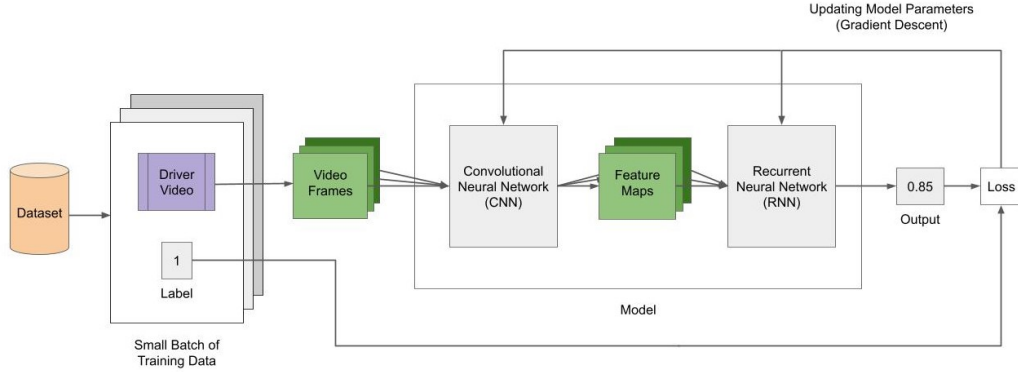 Updating Model Parameters
(Gradient Descent)
Dataset
Driver
Video
1
Label
Small Batch of
Training Data
Video
Frames
Convolutional
Neural Network
(CNN)
Feature
Maps
Recurrent
Neural Network
(RNN)
Model
0.85
Output
Loss